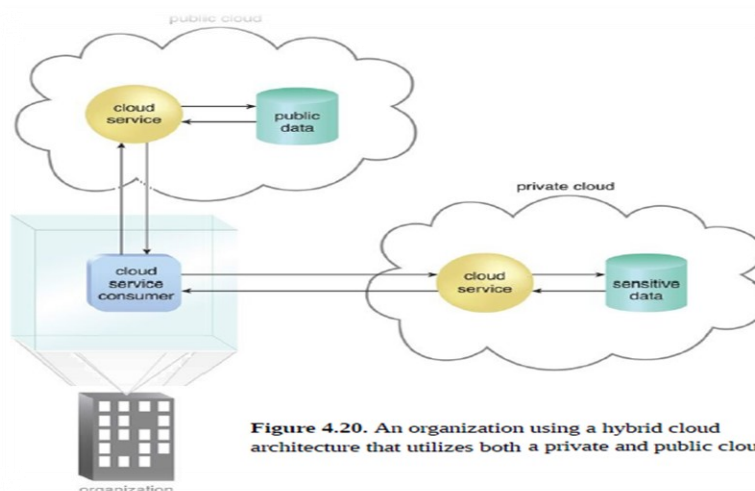 public cloud
cloud
service
public
data
private cloud
cloud
service
consumer
cloud
service
sensitive
data
Figure 4.20. An organization using a hybrid cloud
architecture that utilizes both a private and public clou
organization